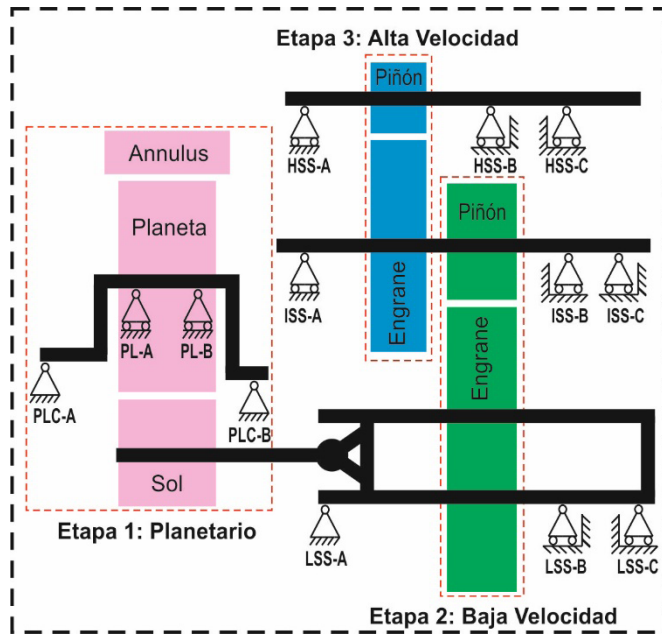 Etapa 3: Alta Velocidad
Piñón
HSS-A
HSS-B
HSS-C
Annulus
Planeta
Piñón
Engrane
ISS-A
ISS-B
ISS-C
PL-A
PL-B
Engrane
PLC-A
PLC-B
Sol
LSS-A
LSS-B
LSS-C
Etapa 1: Planetario
Etapa 2: Baja Velocidad